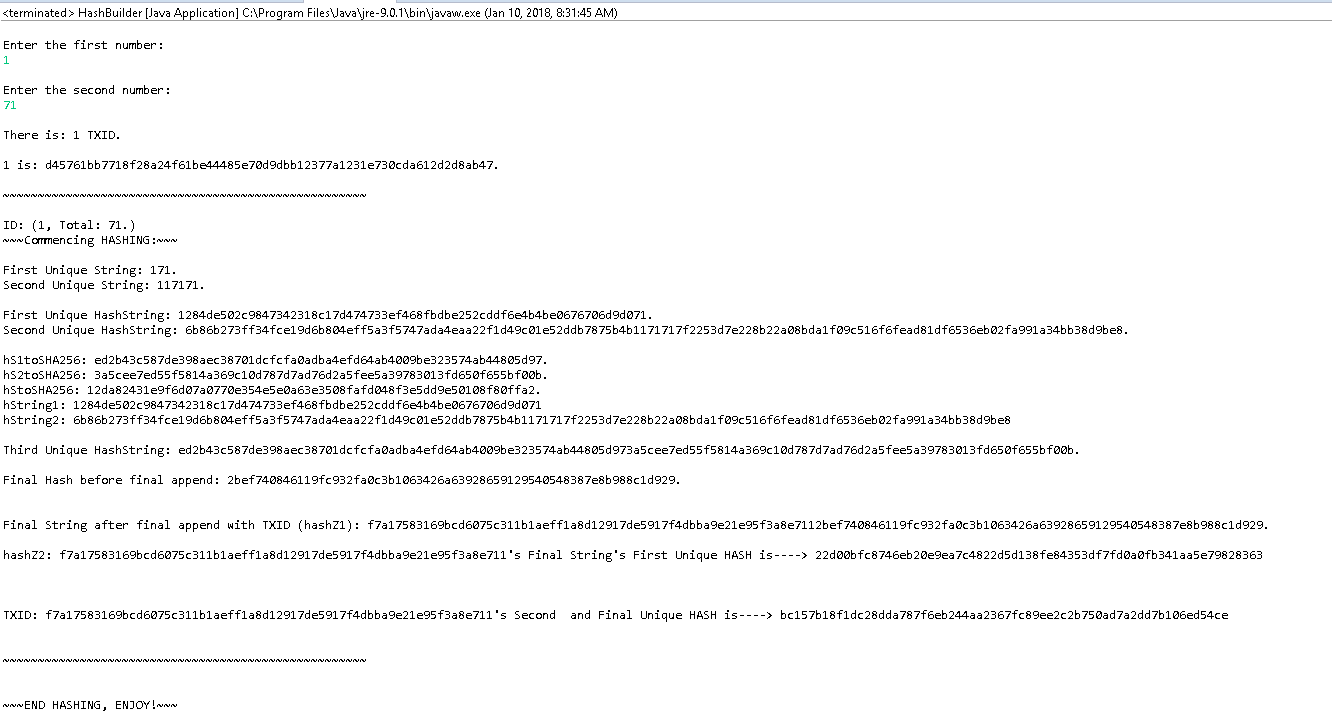 <terminated> HashBuilder [Java Application] C:\Program Files\Java\jre-9.0.1\bin\javaw.exe (Jan 10, 2018, 8:31:45 AM)
Enter the first number:
1
Enter the second number:
71
There is: 1 TXID.
1 is: d45761bb7718f28a24f61be44485e70d9dbb12377a1231e730cda612d2d8ab47.
~~~~~~~~~~~~~~~~~~~~~~~~~~~~~~~~~~~~~~~~~~~~~~~~~~~~
ID: (1, Total: 71.)
~~~Commencing HASHING:~~~
First Unique String: 171.
Second Unique String: 117171.
First Unique HashString: 1284de502c9847342318c17d474733ef468fbdbe252cddf6e4b4be0676706d9d071.
Second Unique HashString: 6b86b273ff34fce19d6b804eff5a3f5747ada4eaa22f1d49c01e52ddb7875b4b1171717f2253d7e228b22a08bda1f09c516f6fead81df6536eb02fa991a34bb38d9be8.
hS1toSHA256: ed2b43c587de398aec38701dcfcfa0adba4efd64ab4009be323574ab44805d97.
hS2toSHA256: 3a5cee7ed55f5814a369c10d787d7ad76d2a5fee5a39783013fd650f655bf00b.
hStoSHA256: 12da82431e9f6d07a0770e354e5e0a63e3508fafd048f3e5dd9e50108f80ffa2.
hString1: 1284de502c9847342318c17d474733ef468fbdbe252cddf6e4b4be0676706d9d071
hString2: 6b86b273ff34fce19d6b804eff5a3f5747ada4eaa22f1d49c01e52ddb7875b4b1171717f2253d7e228b22a08bda1f09c516f6fead81df6536eb02fa991a34bb38d9be8
Third Unique HashString: ed2b43c587de398aec38701dcfcfa0adba4efd64ab4009be323574ab44805d973a5cee7ed55f5814a369c10d787d7ad76d2a5fee5a39783013fd650f655bf00b.
Final Hash before final append: 2bef740846119fc932fa0c3b1063426a63928659129540548387e8b988c1d929.
Final String after final append with TXID (hashZ1): f7a17583169bcd6075c311b1aeff1a8d12917de5917f4dbba9e21e95f3a8e7112bef740846119fc932fa0c3b1063426a63928659129540548387e8b988c1d929.
hashZ2: f7a17583169bcd6075c311b1aeff1a8d12917de5917f4dbba9e21e95f3a8e711's Final String's First Unique HASH is----> 22d00bfc8746eb20e9ea7c4822d5d138fe84353df7fd0a0fb341aa5e79828363
TXID: f7a17583169bcd6075c311b1aeff1a8d12917de5917f4dbba9e21e95f3a8e711's Second  and Final Unique HASH is----> bc157b18f1dc28dda787f6eb244aa2367fc89ee2c2b750ad7a2dd7b106ed54ce
~~~~~~~~~~~~~~~~~~~~~~~~~~~~~~~~~~~~~~~~~~~~~~~~~~~~
~~~END HASHING, ENJOY!~~~